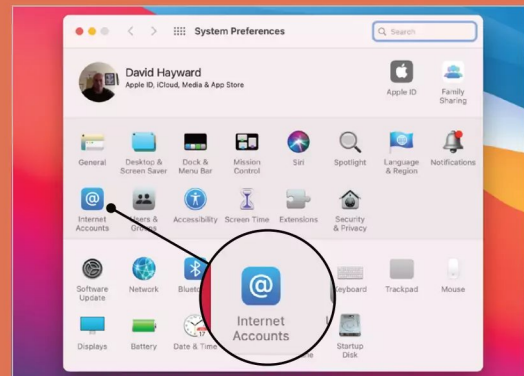 System Preferences
Search
David Hayward
Apple ID, iCloud, Media & App Store
Apple ID
Family
Sharing
General
Desktop &
Screen Saver
Dock &
Menu Bar
Mission
Control
Siri
Spotlight
Language
& Region
Notifications
Internet
Accounts
Users &
Groups
Accessibility
Screen Time
Extensions
Security
& Privacy
Software
Update
Network
Keyboard
Trackpad
Mouse
Internet
Accounts
Displays
Battery
Date & Time
Startup
Disk